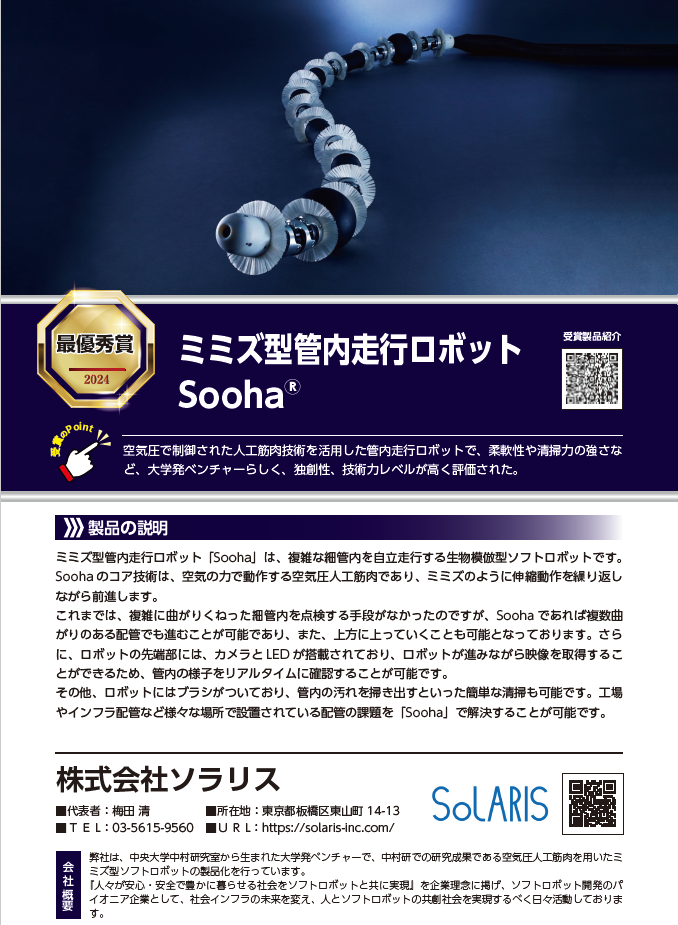 最優秀賞
2024
ミミズ型管内走行ロボット
Sooha®
受賞製品紹介
受賞のPoint
空気圧で制御された人工筋肉技術を活用した管内走行ロボットで、柔軟性や清掃力の強さな
ど、大学発ベンチャーらしく、独創性、技術力レベルが高く評価された。
製品の説明
ミミズ型管内走行ロボット「Sooha」は、複雑な細管内を自立走行する生物模倣型ソフトロボットです。
Sooha のコア技術は、空気の力で動作する空気圧人工筋肉であり、ミミズのように伸縮動作を繰り返し
ながら前進します。
これまでは、複雑に曲がりくねった細管内を点検する手段がなかったのですが、Sooha であれば複数曲
がりのある配管でも進むことが可能であり、また、上方に上っていくことも可能となっております。さら
に、ロボットの先端部には、カメラと LED が搭載されており、ロボットが進みながら映像を取得するこ
とができるため、管内の様子をリアルタイムに確認することが可能です。
その他、ロボットにはブラシがついており、管内の汚れを掃き出すといった簡単な清掃も可能です。工場
やインフラ配管など様々な場所で設置されている配管の課題を「Sooha」で解決することが可能です。
株式会社ソラリス
■代表者：梅田 清 ■所在地：東京都板橋区東山町 14-13
■ＴＥＬ：03-5615-9560 ■ＵＲＬ：https://solaris-inc.com/
SoLARIS
会社概要
弊社は、中央大学中村研究室から生まれた大学発ベンチャーで、中村研での研究成果である空気圧人工筋肉を用いたミ
ミズ型ソフトロボットの製品化を行っています。
『人々が安心・安全で豊かに暮らせる社会をソフトロボットと共に実現』を企業理念に掲げ、ソフトロボット開発のパ
イオニア企業として、社会インフラの未来を変え、人とソフトロボットの共創社会を実現するべく日々活動しておりま
す。